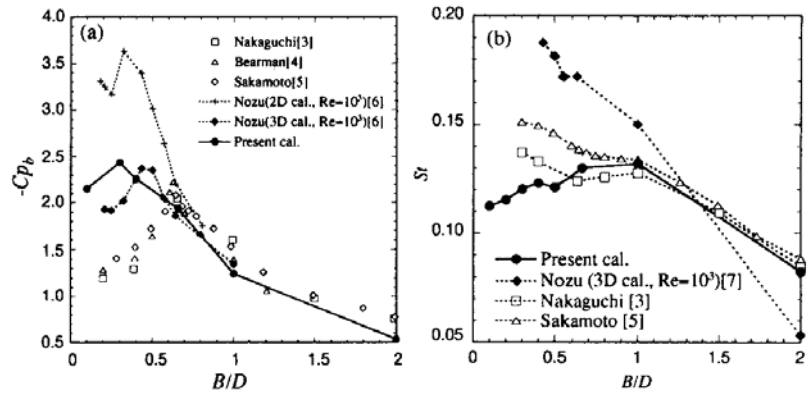 (a)
4.0
3.5
3.0
2.5
2.0
1.5
1.0
0.5
-Cp_b
0
0.5
1.0
1.5
2
B/D
Nakaguchi[3]
Bearman[4]
Sakamoto[5]
Nozu(2D cal., Re=10³)[6]
Nozu(3D cal., Re=10³)[6]
Present cal.
(b)
0.20
0.15
0.10
0.05
St
0
0.5
1.0
1.5
2.0
B/D
Present cal.
Nozu (3D cal., Re=10³)[7]
Nakaguchi [3]
Sakamoto [5]